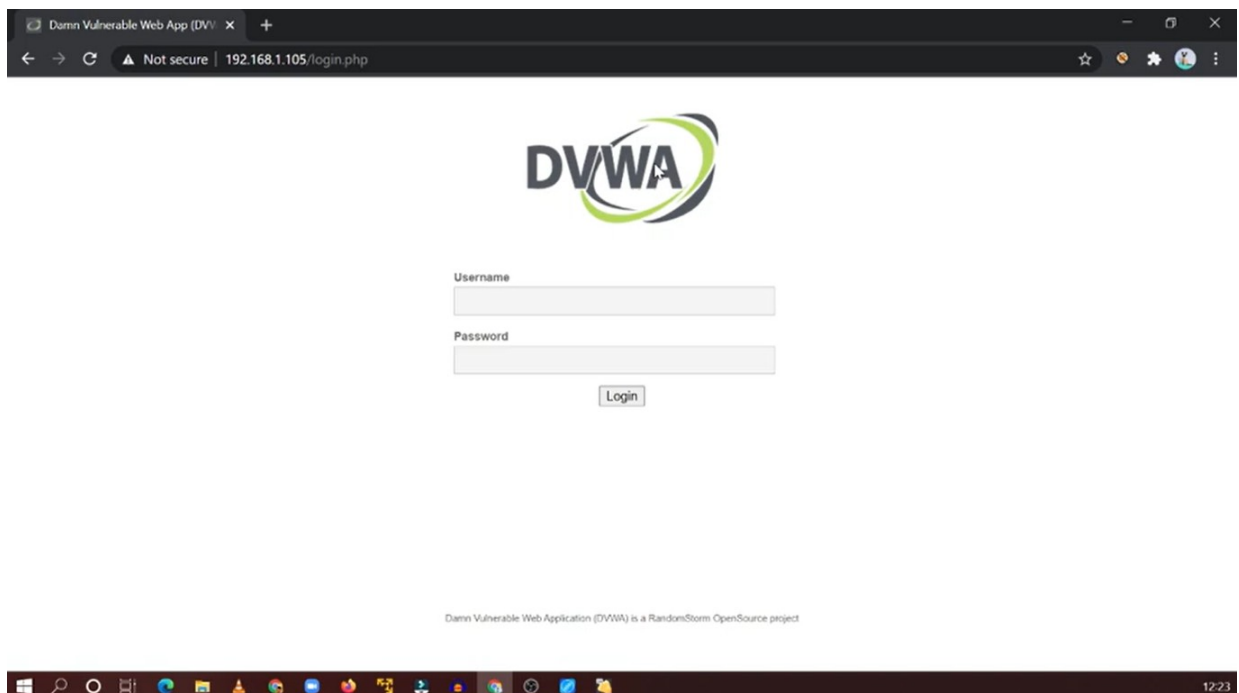 Damn Vulnerable Web App (DVV
Not secure | 192.168.1.105/login.php
DVWA
Username
Password
Login
Damn Vulnerable Web Application (DVWA) is a RandomStorm OpenSource project
12:23